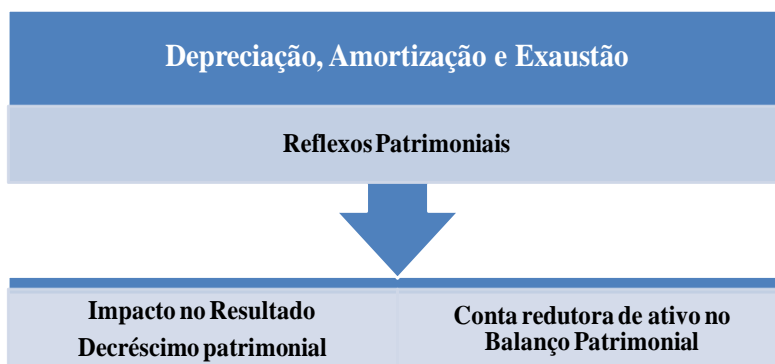 Depreciação, Amortização e Exaustão
Reflexos Patrimoniais
Impacto no Resultado
Decréscimo patrimonial
Conta redutora de ativo no
Balanço Patrimonial